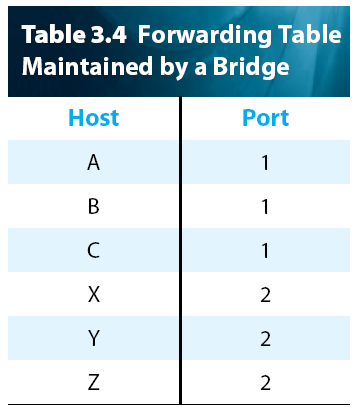 Table 3.4 Forwarding Table
Maintained by a Bridge
Host Port
A 1
B 1
C 1
X 2
Y 2
Z 2